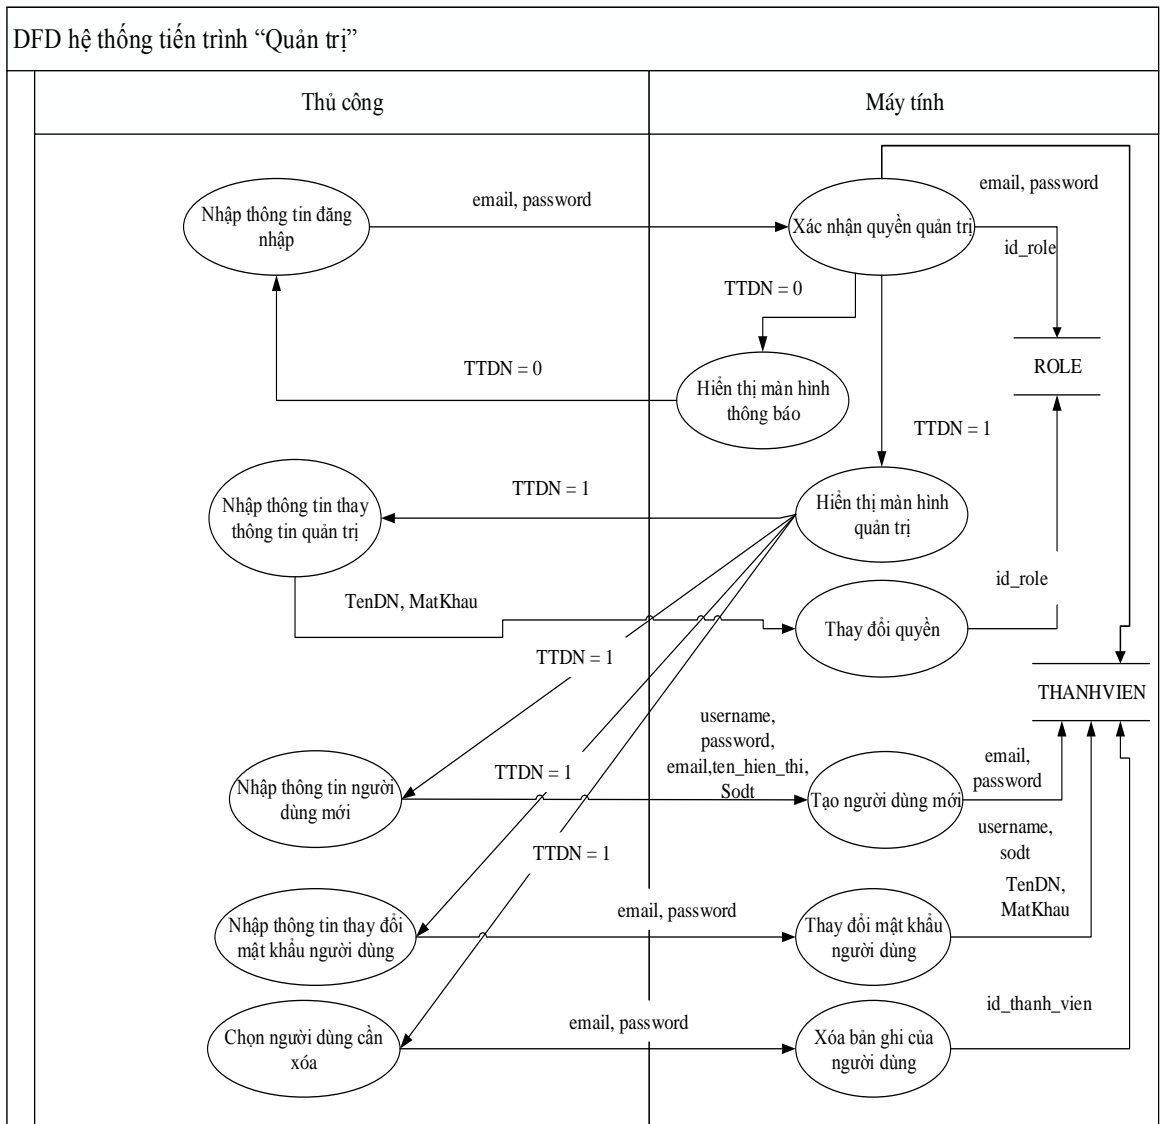 DFD hệ thống tiến trình “Quản trị”
Thủ công
Máy tính
Nhập thông tin đăng
nhập
email, password
Xác nhận quyền quản trị
email, password
id_role
TTDN = 0
TTDN = 0
Hiển thị màn hình
thông báo
ROLE
TTDN = 1
Nhập thông tin thay
thông tin quản trị
TTDN = 1
Hiển thị màn hình
quản trị
id_role
TenDN, MatKhau
Thay đổi quyền
TTDN = 1
THANHVIEN
username,
password,
email,ten_hien_thi,
Sodt
Nhập thông tin người
dùng mới
TTDN = 1
Tạo người dùng mới
email,
password
username,
sodt
TTDN = 1
TenDN,
MatKhau
Nhập thông tin thay đổi
mật khẩu người dùng
email, password
Thay đổi mật khẩu
người dùng
id_thanh_vien
Chọn người dùng cần
xóa
email, password
Xóa bản ghi của
người dùng